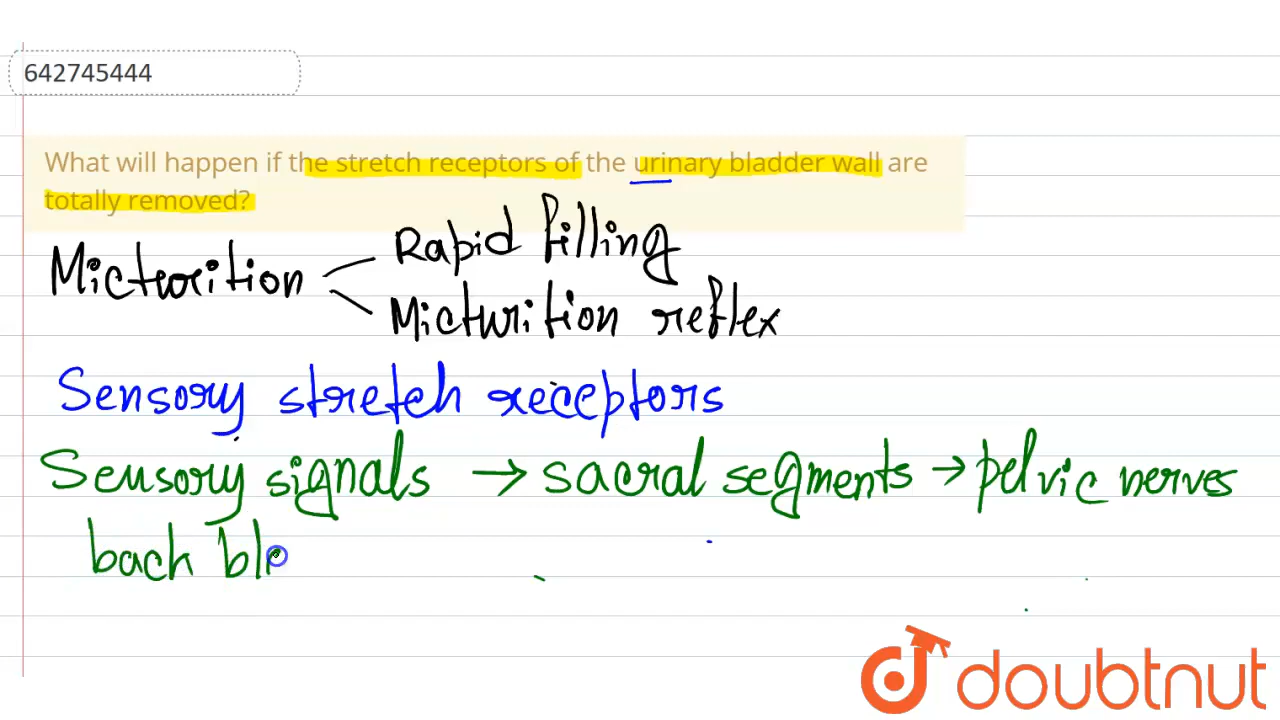 642745444
What will happen if the stretch receptors of the urinary bladder wall are
totally removed?
Micturition
Rapid filling
Micturition reflex
Sensory stretch receptors
Sensory signals → sacral segments → pelvic nerves
back bla
doubtnut